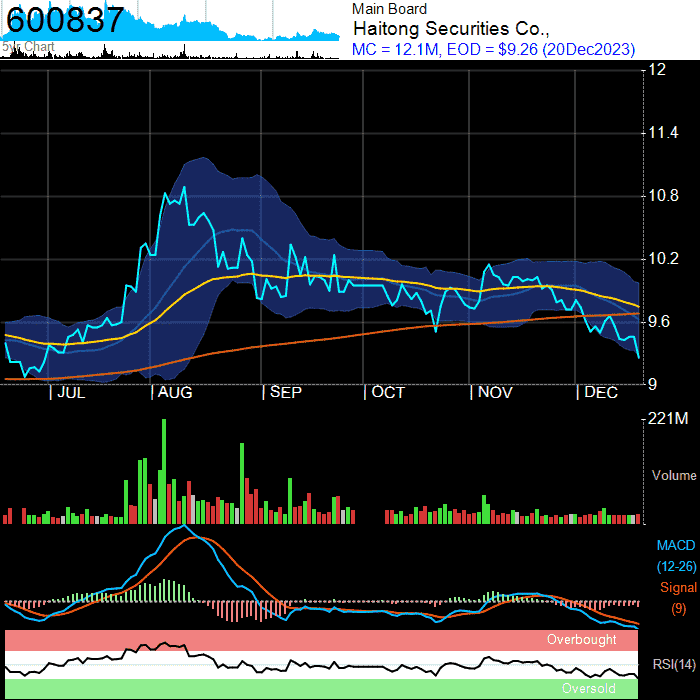 600837
5yr Chart
Main Board
Haitong Securities Co.,
MC = 12.1M, EOD = $9.26 (20Dec2023)
12
11.4
10.8
10.2
9.6
9
JUL
AUG
SEP
OCT
NOV
DEC
221M
Volume
MACD
(12-26)
Signal
(9)
Overbought
RSI(14)
Oversold